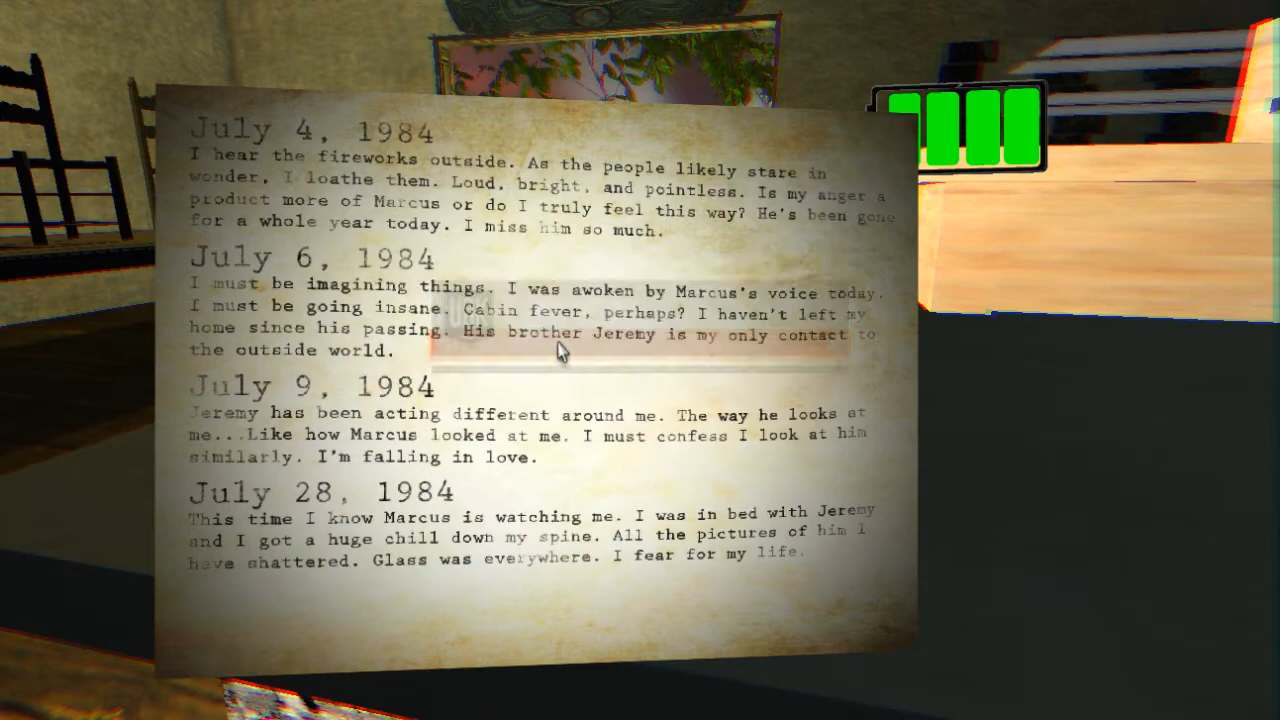 July 4, 1984
I hear the fireworks outside. As the people likely stare in
wonder, I loathe them. Loud, bright, and pointless. Is my anger a
product more of Marcus or do I truly feel this way? He's been gone
for a whole year today. I miss him so much.
July 6, 1984
I must be imagining things. I was awoken by Marcus's voice today.
I must be going insane. Cabin fever, perhaps? I haven't left my
home since his passing. His brother Jeremy is my only contact to
the outside world.
July 9, 1984
Jeremy has been acting different around me. The way he looks at
me...Like how Marcus looked at me. I must confess I look at him
similarly. I'm falling in love.
July 28, 1984
This time I know Marcus is watching me. I was in bed with Jeremy
and I got a huge chill down my spine. All the pictures of him I
have shattered. Glass was everywhere. I fear for my life.